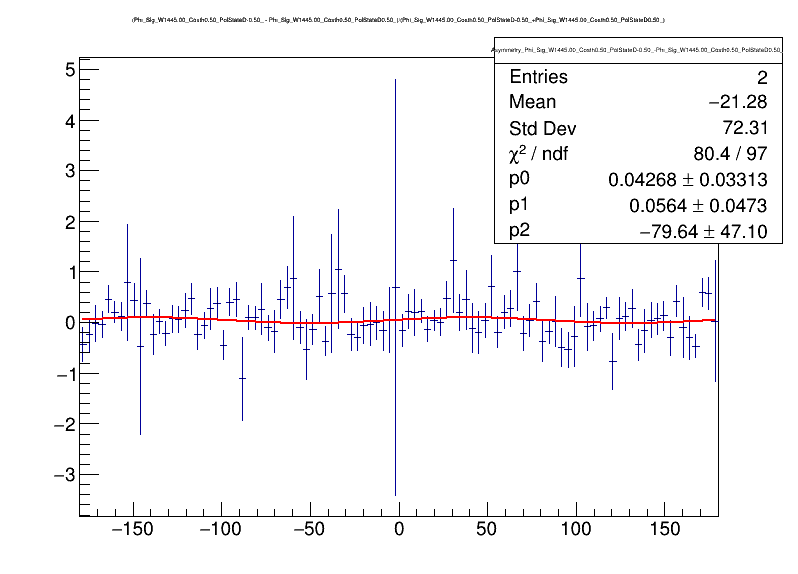 (Phi_Sig_W1445.00_Costh0.50_PolStateD-0.50_ - Phi_Sig_W1445.00_Costh0.50_PolStateD0.50_)/(Phi_Sig_W1445.00_Costh0.50_PolStateD-0.50_+Phi_Sig_W1445.00_Costh0.50_PolStateD0.50_)
Asymmetry_Phi_Sig_W1445.00_Costh0.50_PolStateD-0.50_-Phi_Sig_W1445.00_Costh0.50_PolStateD0.50_
Entries 2
Mean −21.28
Std Dev 72.31
χ² / ndf 80.4 / 97
p0 0.04268 ± 0.03313
p1 0.0564 ± 0.0473
p2 −79.64 ± 47.10
5
4
3
2
1
0
−1
−2
−3
−150 −100 −50 0 50 100 150